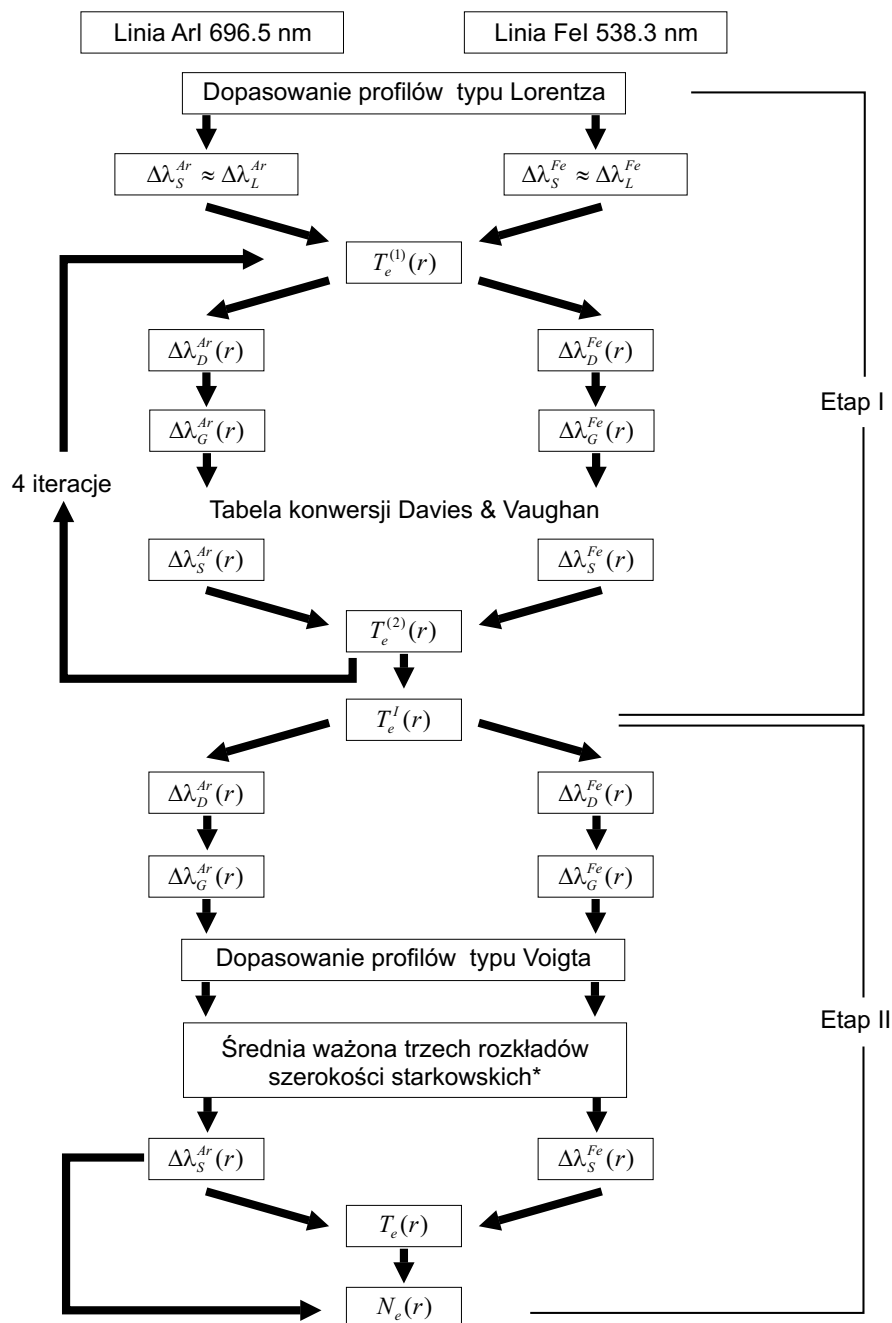 Linia ArI 696.5 nm
Linia FeI 538.3 nm
Dopasowanie profilów typu Lorentza
Δλ_S^{Ar} ≈ Δλ_L^{Ar}
Δλ_S^{Fe} ≈ Δλ_L^{Fe}
T_e^{(1)}(r)
Δλ_D^{Ar}(r)
Δλ_D^{Fe}(r)
Etap I
Δλ_G^{Ar}(r)
Δλ_G^{Fe}(r)
4 iteracje
Tabela konwersji Davies & Vaughan
Δλ_S^{Ar}(r)
Δλ_S^{Fe}(r)
T_e^{(2)}(r)
T_e^{I}(r)
Δλ_D^{Ar}(r)
Δλ_D^{Fe}(r)
Δλ_G^{Ar}(r)
Δλ_G^{Fe}(r)
Dopasowanie profilów typu Voigta
Etap II
Średnia ważona trzech rozkładów
szerokości starkowskich*
Δλ_S^{Ar}(r)
Δλ_S^{Fe}(r)
T_e(r)
N_e(r)